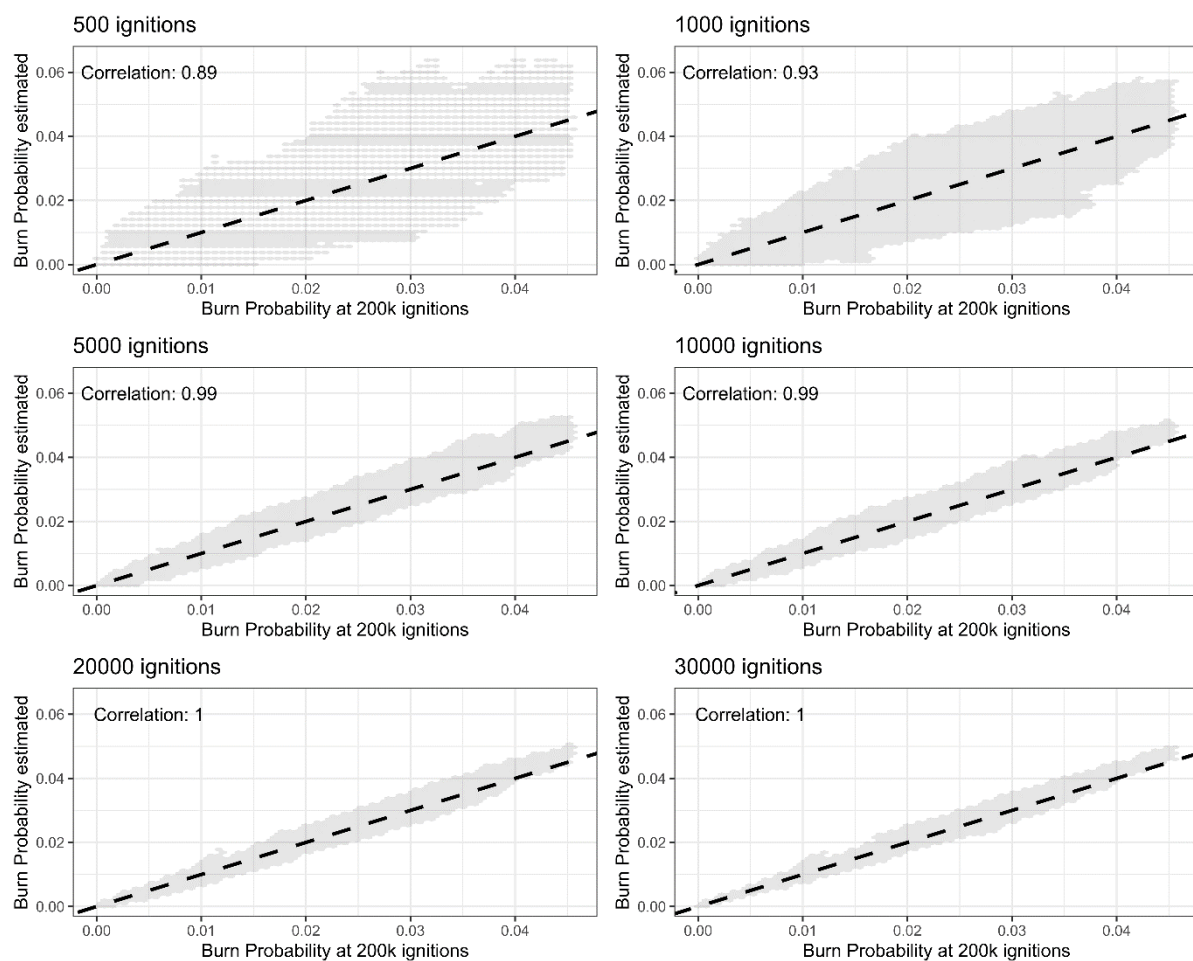 500 ignitions
Correlation: 0.89
Burn Probability estimated
0.06
0.04
0.02
0.00
0.00 0.01 0.02 0.03 0.04
Burn Probability at 200k ignitions
1000 ignitions
Correlation: 0.93
Burn Probability estimated
0.06
0.04
0.02
0.00
0.00 0.01 0.02 0.03 0.04
Burn Probability at 200k ignitions
5000 ignitions
Correlation: 0.99
Burn Probability estimated
0.06
0.04
0.02
0.00
0.00 0.01 0.02 0.03 0.04
Burn Probability at 200k ignitions
10000 ignitions
Correlation: 0.99
Burn Probability estimated
0.06
0.04
0.02
0.00
0.00 0.01 0.02 0.03 0.04
Burn Probability at 200k ignitions
20000 ignitions
Correlation: 1
Burn Probability estimated
0.06
0.04
0.02
0.00
0.00 0.01 0.02 0.03 0.04
Burn Probability at 200k ignitions
30000 ignitions
Correlation: 1
Burn Probability estimated
0.06
0.04
0.02
0.00
0.00 0.01 0.02 0.03 0.04
Burn Probability at 200k ignitions